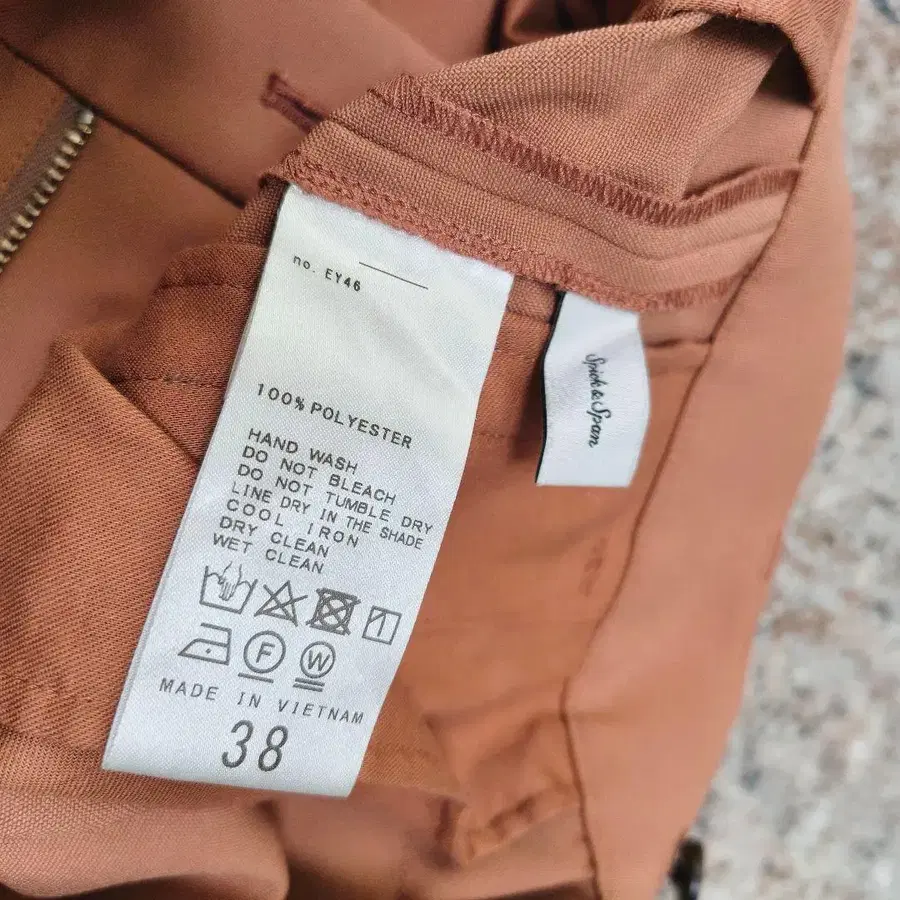 no. EY46
100% POLYESTER
HAND WASH
DO NOT BLEACH
DO NOT TUMBLE DRY
LINE DRY IN THE SHADE
COOL IRON
DRY CLEAN
WET CLEAN
F W
MADE IN VIETNAM
38
Spick & Span